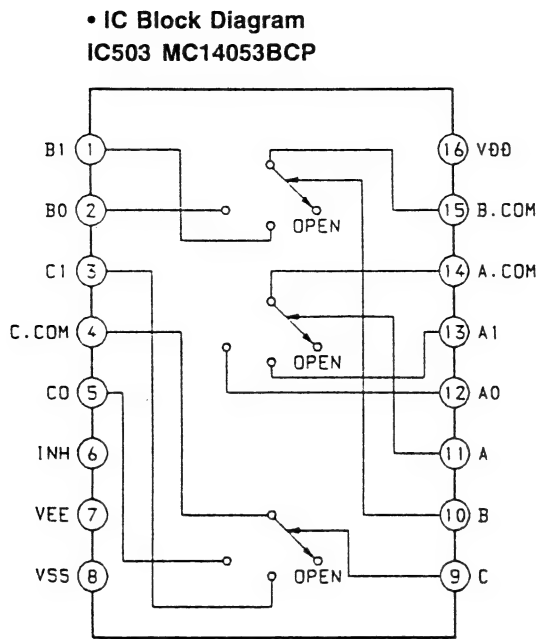 • IC Block Diagram
IC503 MC14053BCP
B1 1
16 VDD
B0 2
15 B.COM
OPEN
C1 3
14 A.COM
C.COM 4
13 A1
OPEN
C0 5
12 A0
INH 6
11 A
VEE 7
10 B
VSS 8
OPEN
9 C